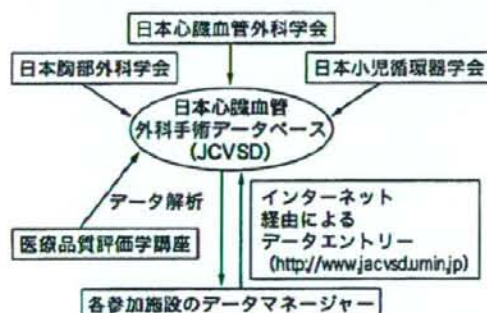 日本心臓血管外科学会
日本胸部外科学会
日本小児循環器学会
日本心臓血管
外科手術データベース
(JCVSD)
データ解析
インターネット
経由による
データエントリー
(http://www.jacvsd.umin.jp)
医療品質評価学講座
各参加施設のデータマネージャー